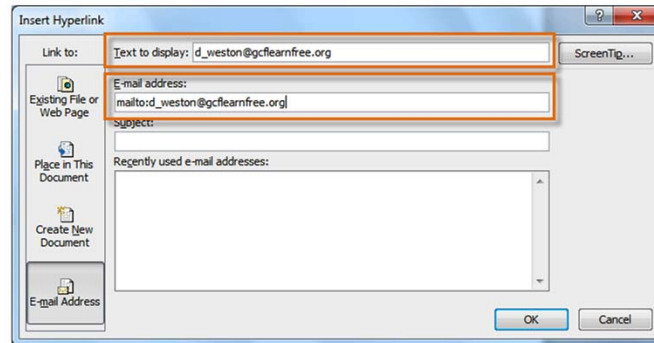 Insert Hyperlink
?
X
Link to:
Text to display: d_weston@gcflearnfree.org
ScreenTip...
Existing File or
Web Page
E-mail address:
mailto:d_weston@gcflearnfree.org
Subject:
Place in This
Document
Recently used e-mail addresses:
Create New
Document
E-mail Address
OK
Cancel